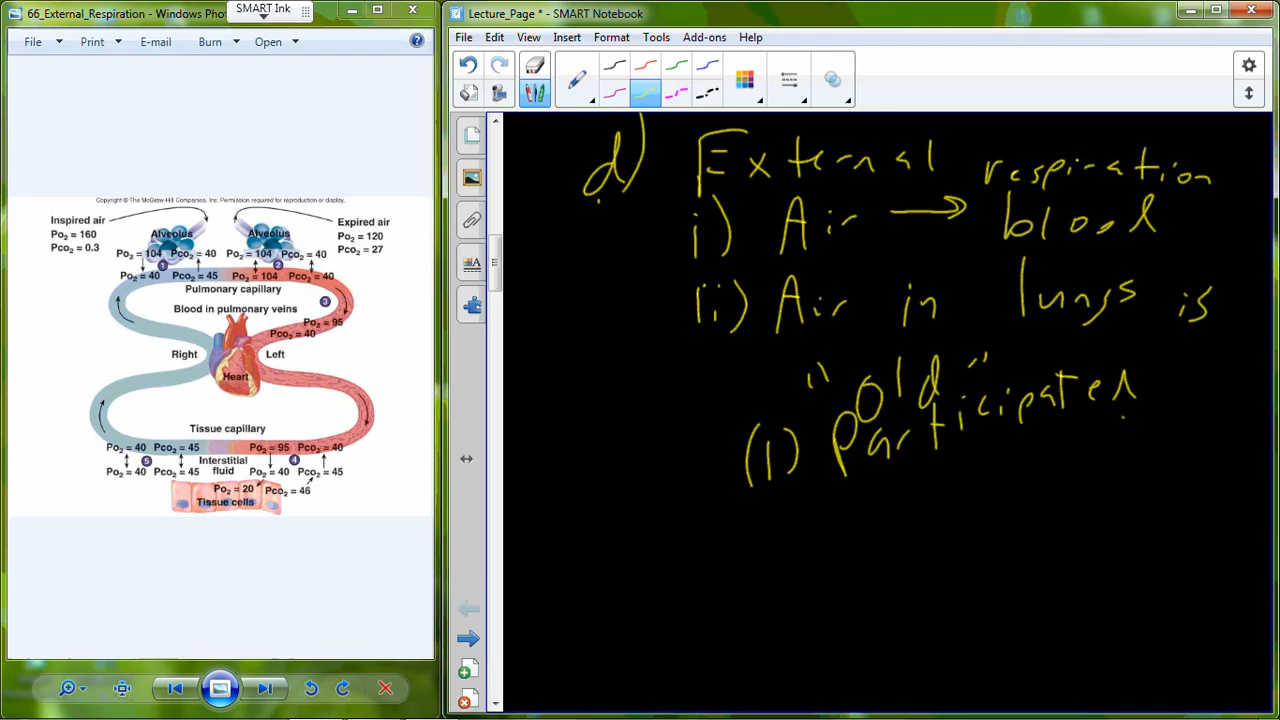 66_External_Respiration - Windows Pho
SMART Ink
File Print E-mail Burn Open
Copyright © The McGraw-Hill Companies, Inc. Permission required for reproduction or display.
Inspired air
Po2 = 160
Pco2 = 0.3
Expired air
Po2 = 120
Pco2 = 27
Alveolus Alveolus
Po2 = 104 Pco2 = 40 Po2 = 104 Pco2 = 40
1 2
Po2 = 40 Pco2 = 45 Po2 = 104 Pco2 = 40
Pulmonary capillary
3
Blood in pulmonary veins
Po2 = 95
Pco2 = 40
Right Left
Heart
Tissue capillary
Po2 = 40 Pco2 = 45 Po2 = 95 Pco2 = 40
5 Interstitial fluid 4
Po2 = 40 Pco2 = 45 Po2 = 40 Pco2 = 45
Po2 = 20 Pco2 = 46
Tissue cells
Lecture_Page * - SMART Notebook
File Edit View Insert Format Tools Add-ons Help
d) External respiration
i) Air → blood
ii) Air in lungs is
"old"
(1) Participated